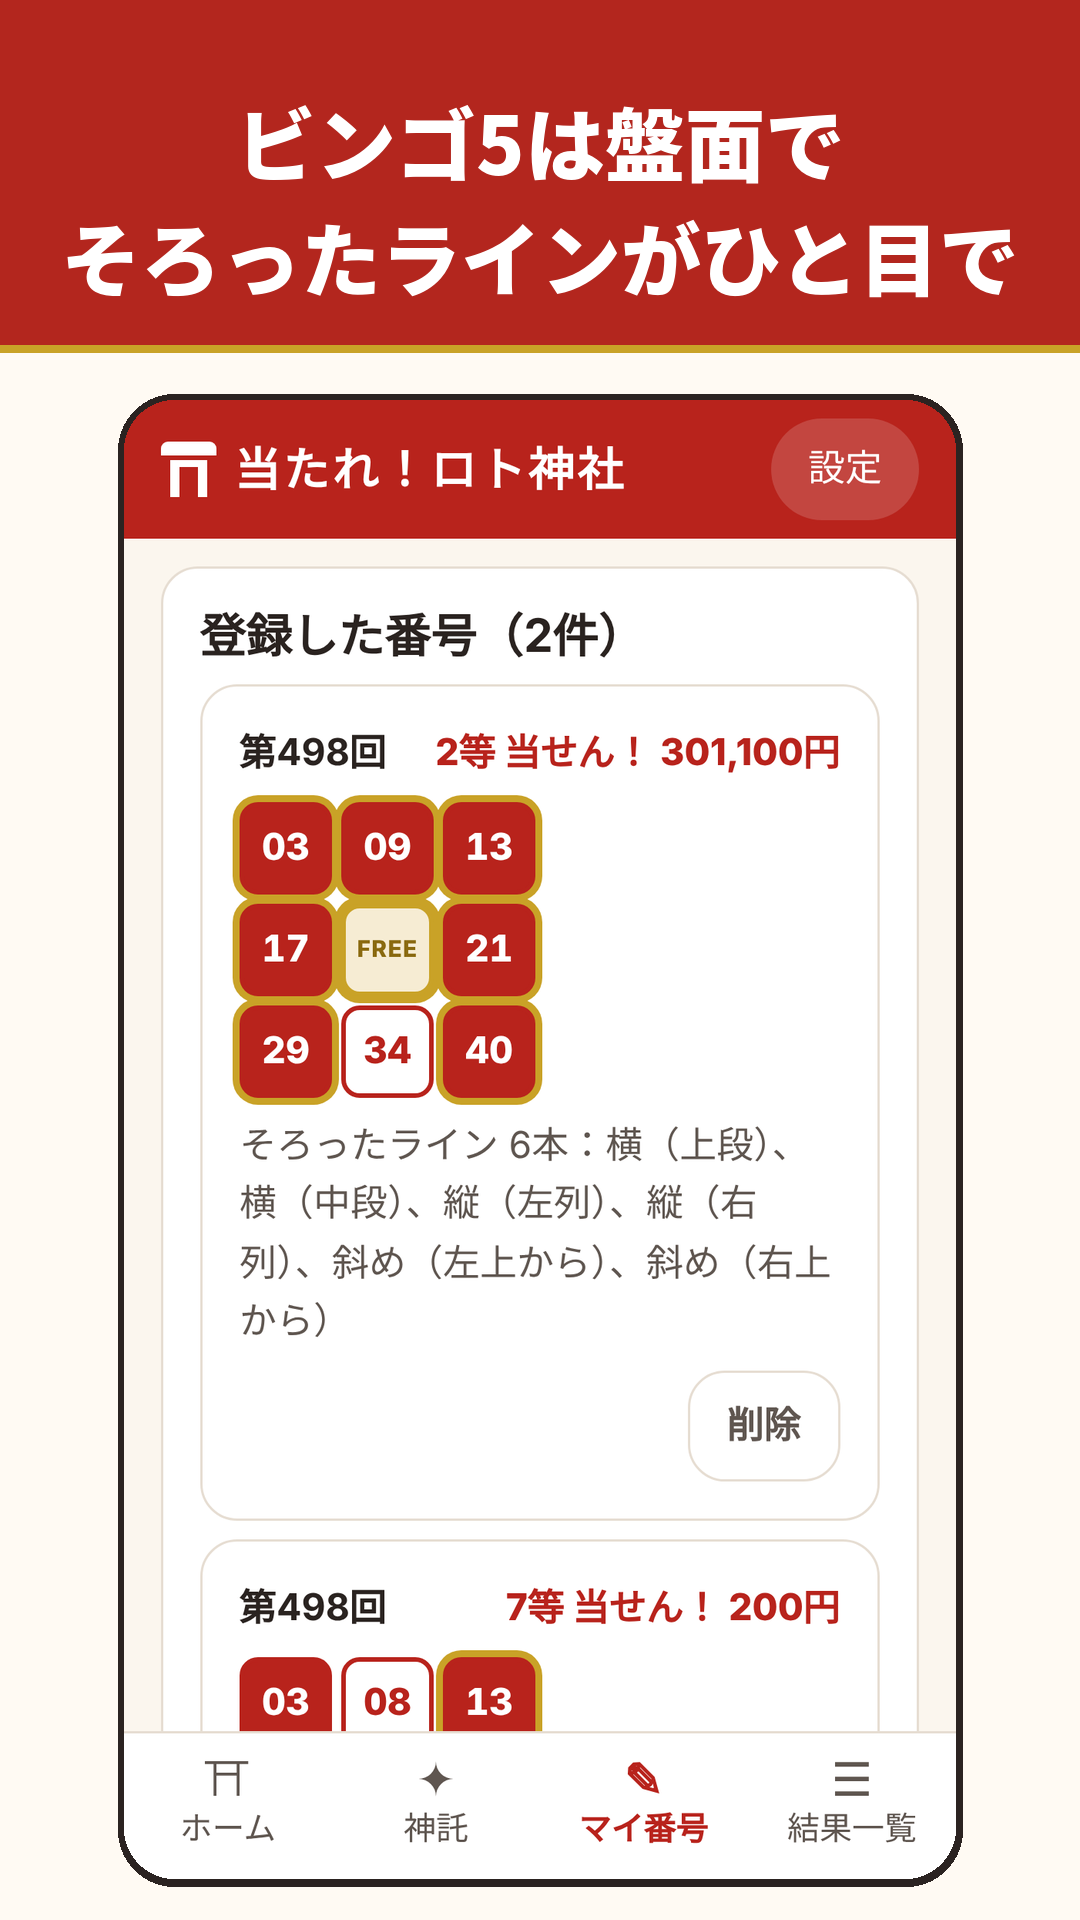 ビンゴ5は盤面で
そろったラインがひと目で
当たれ！ロト神社
設定
登録した番号（2件）
第498回 2等 当せん！ 301,100円
03 09 13
17 FREE 21
29 34 40
そろったライン 6本：横（上段）、
横（中段）、縦（左列）、縦（右
列）、斜め（左上から）、斜め（右上
から）
削除
第498回 7等 当せん！ 200円
03 08 13
ホーム 神託 マイ番号 結果一覧